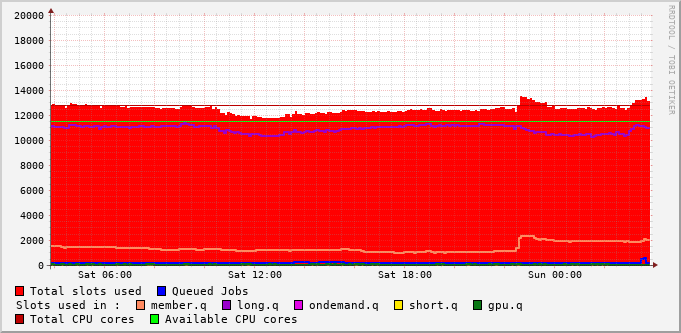 RRDTOOL / TOBI OETIKER
20000
18000
16000
14000
12000
10000
8000
6000
4000
2000
0
Sat 06:00 Sat 12:00 Sat 18:00 Sun 00:00
Total slots used Queued Jobs
Slots used in : member.q long.q ondemand.q short.q gpu.q
Total CPU cores Available CPU cores